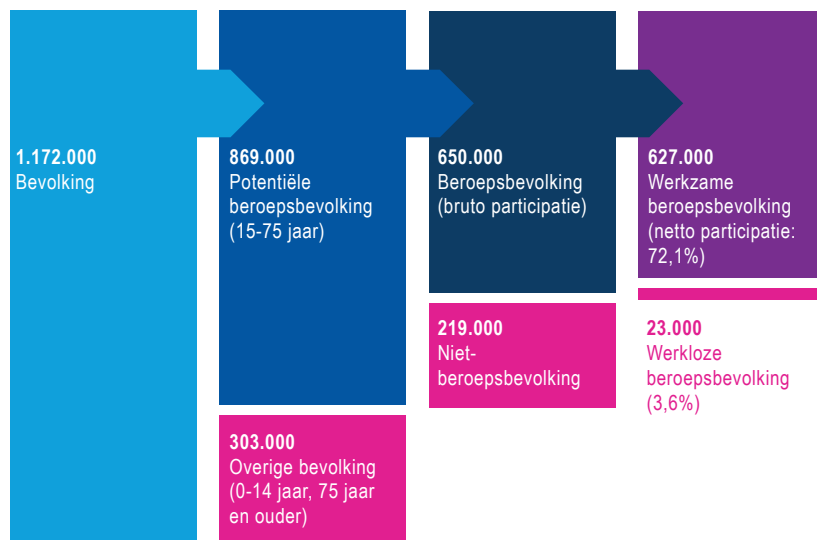 1.172.000
Bevolking
869.000
Potentiële
beroepsbevolking
(15-75 jaar)
303.000
Overige bevolking
(0-14 jaar, 75 jaar
en ouder)
650.000
Beroepsbevolking
(bruto participatie)
219.000
Niet-
beroepsbevolking
627.000
Werkzame
beroepsbevolking
(netto participatie:
72,1%)
23.000
Werkloze
beroepsbevolking
(3,6%)